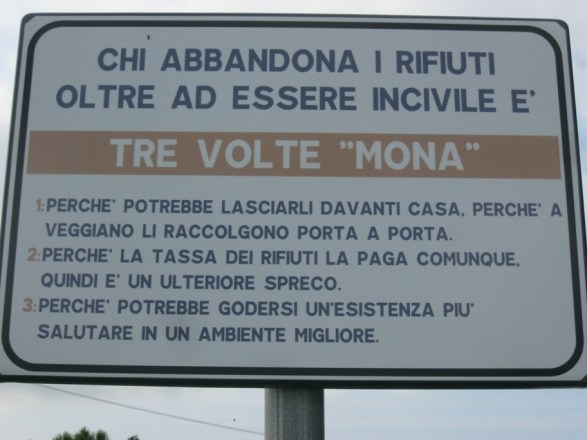 CHI ABBANDONA I RIFIUTI
OLTRE AD ESSERE INCIVILE E'
TRE VOLTE "MONA"
1:PERCHE' POTREBBE LASCIARLI DAVANTI CASA, PERCHE' A
VEGGIANO LI RACCOLGONO PORTA A PORTA.
2:PERCHE' LA TASSA DEI RIFIUTI LA PAGA COMUNQUE,
QUINDI E' UN ULTERIORE SPRECO.
3:PERCHE' POTREBBE GODERSI UN'ESISTENZA PIU'
SALUTARE IN UN AMBIENTE MIGLIORE.